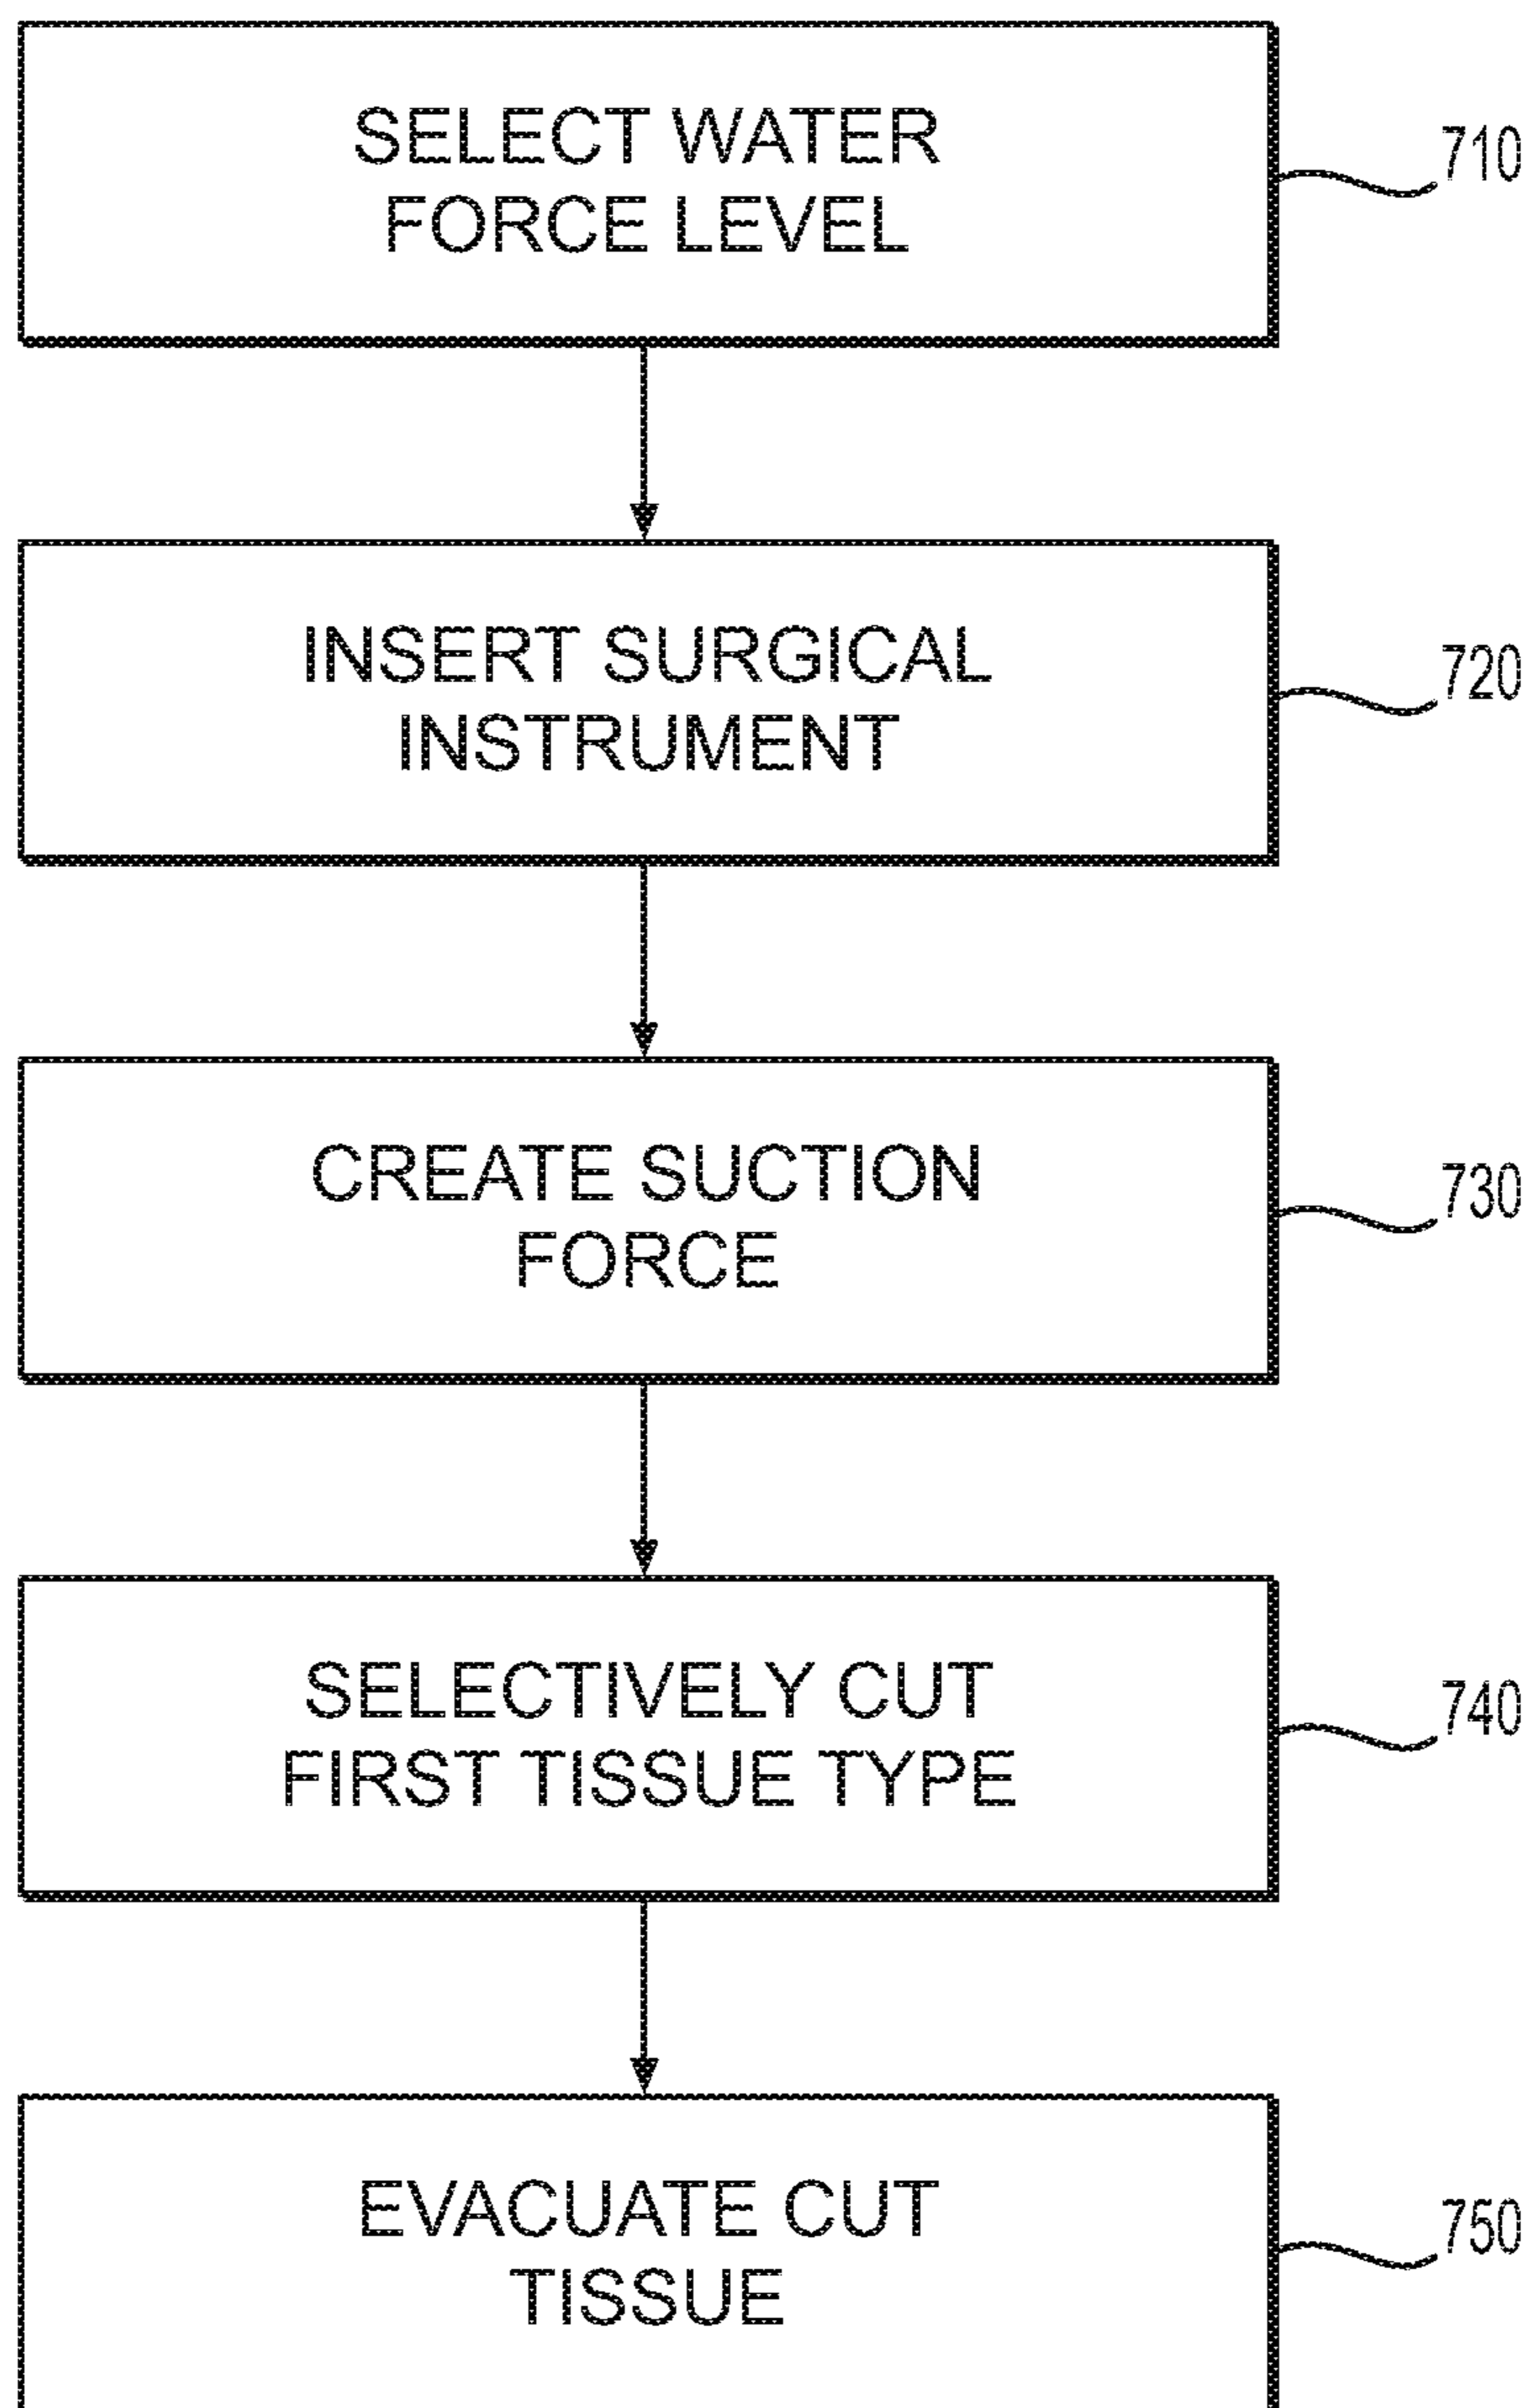 SELECT WATER
FORCE LEVEL
710
INSERT SURGICAL
INSTRUMENT
720
CREATE SUCTION
FORCE
730
SELECTIVELY CUT
FIRST TISSUE TYPE
740
EVACUATE CUT
TISSUE
750